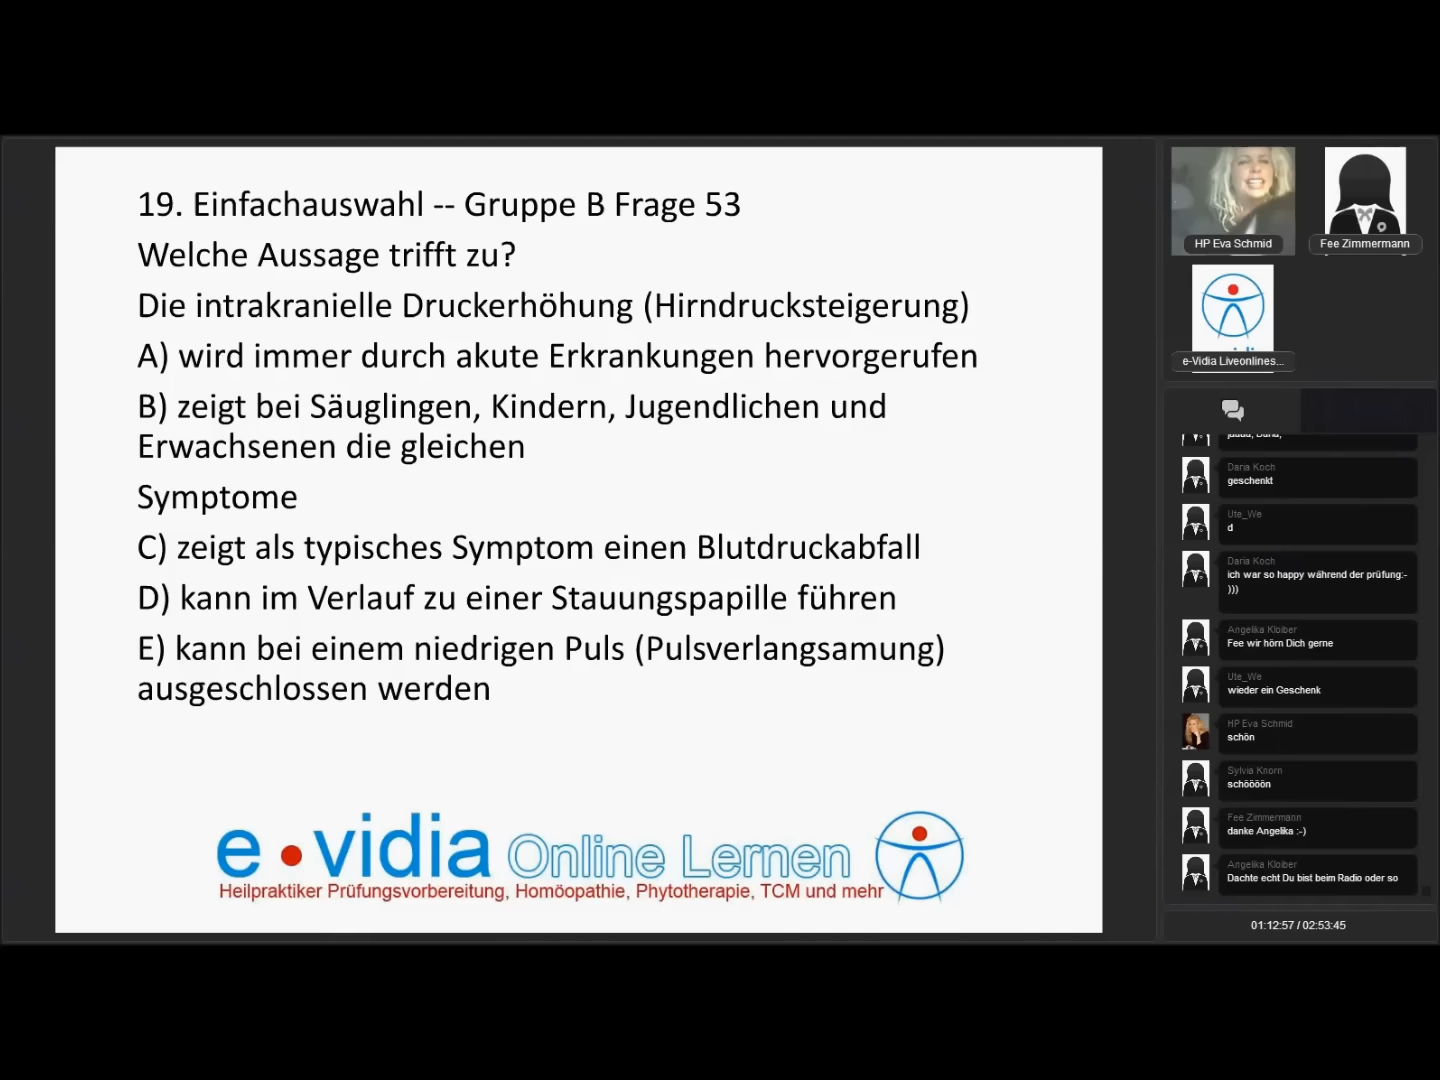 19. Einfachauswahl -- Gruppe B Frage 53
Welche Aussage trifft zu?
Die intrakranielle Druckerhöhung (Hirndrucksteigerung)
A) wird immer durch akute Erkrankungen hervorgerufen
B) zeigt bei Säuglingen, Kindern, Jugendlichen und
Erwachsenen die gleichen
Symptome
C) zeigt als typisches Symptom einen Blutdruckabfall
D) kann im Verlauf zu einer Stauungspapille führen
E) kann bei einem niedrigen Puls (Pulsverlangsamung)
ausgeschlossen werden
e.vidia Online Lernen
Heilpraktiker Prüfungsvorbereitung, Homöopathie, Phytotherapie, TCM und mehr
HP Eva Schmid
Fee Zimmermann
e-Vidia Liveonlines...
Daria Koch
geschenkt
Ute_We
d
Daria Koch
ich war so happy während der prüfung:-
)))
Angelika Kloiber
Fee wir hörn Dich gerne
Ute_We
wieder ein Geschenk
HP Eva Schmid
schön
Sylvia Knorn
schöööön
Fee Zimmermann
danke Angelika :-)
Angelika Kloiber
Dachte echt Du bist beim Radio oder so
01:12:57 / 02:53:45